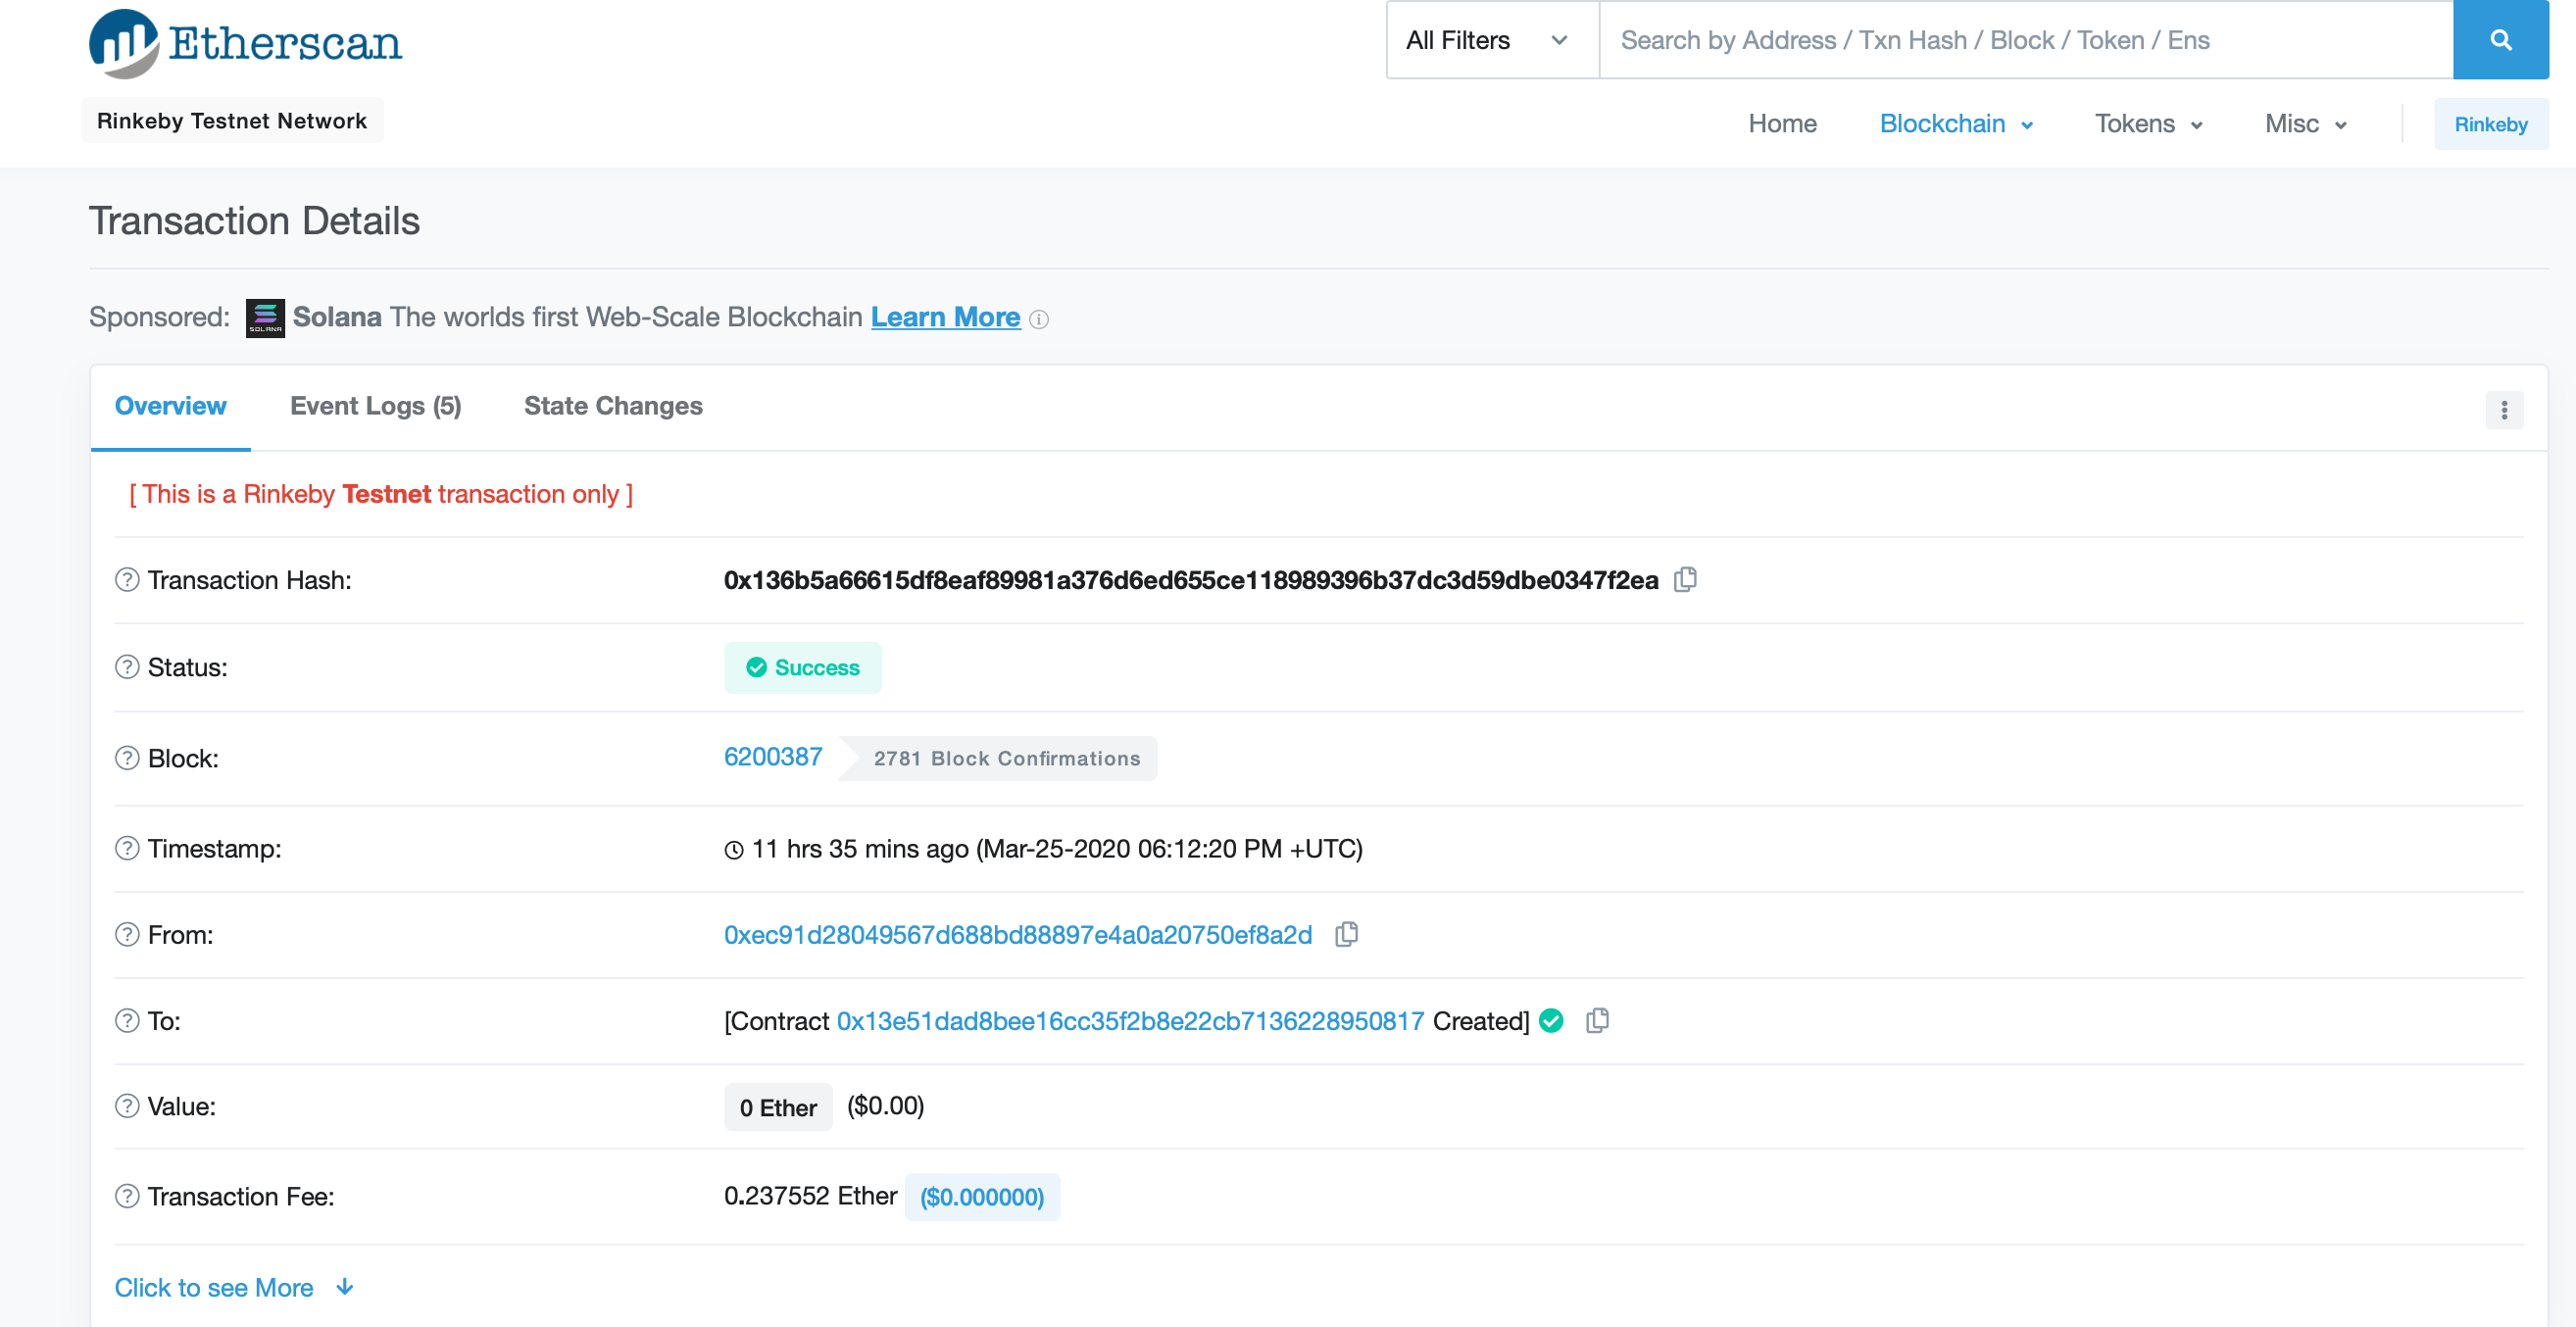 Etherscan
All Filters
Search by Address / Txn Hash / Block / Token / Ens
Rinkeby Testnet Network
Home Blockchain Tokens Misc Rinkeby
Transaction Details
Sponsored: SOLANA Solana The worlds first Web-Scale Blockchain Learn More
Overview Event Logs (5) State Changes
[ This is a Rinkeby Testnet transaction only ]
Transaction Hash: 0x136b5a66615df8eaf89981a376d6ed655ce118989396b37dc3d59dbe0347f2ea
Status: Success
Block: 6200387 2781 Block Confirmations
Timestamp: 11 hrs 35 mins ago (Mar-25-2020 06:12:20 PM +UTC)
From: 0xec91d28049567d688bd88897e4a0a20750ef8a2d
To: [Contract 0x13e51dad8bee16cc35f2b8e22cb7136228950817 Created]
Value: 0 Ether ($0.00)
Transaction Fee: 0.237552 Ether ($0.000000)
Click to see More